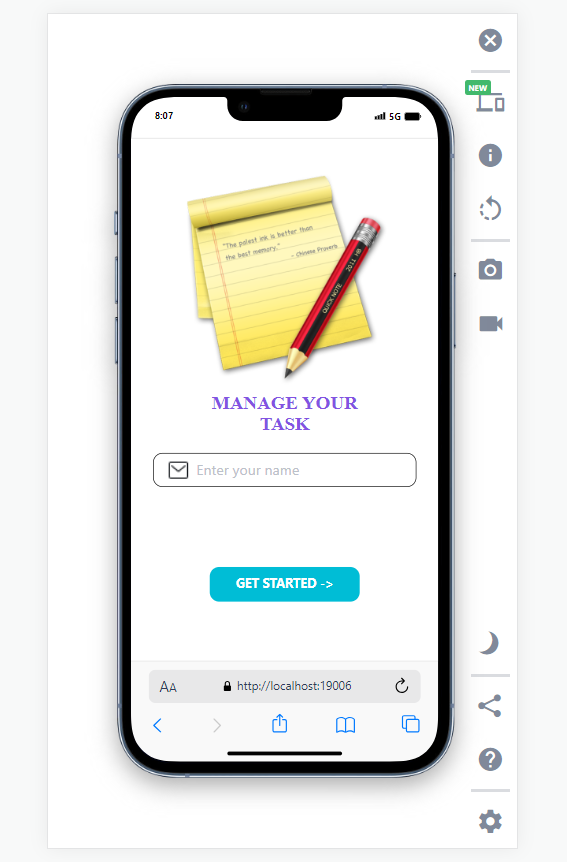 8:07
5G
NEW
"The palest ink is better than
the best memory."
- Chinese Proverb
QUICK NOTE 2011 HB
MANAGE YOUR
TASK
Enter your name
GET STARTED ->
AA
http://localhost:19006